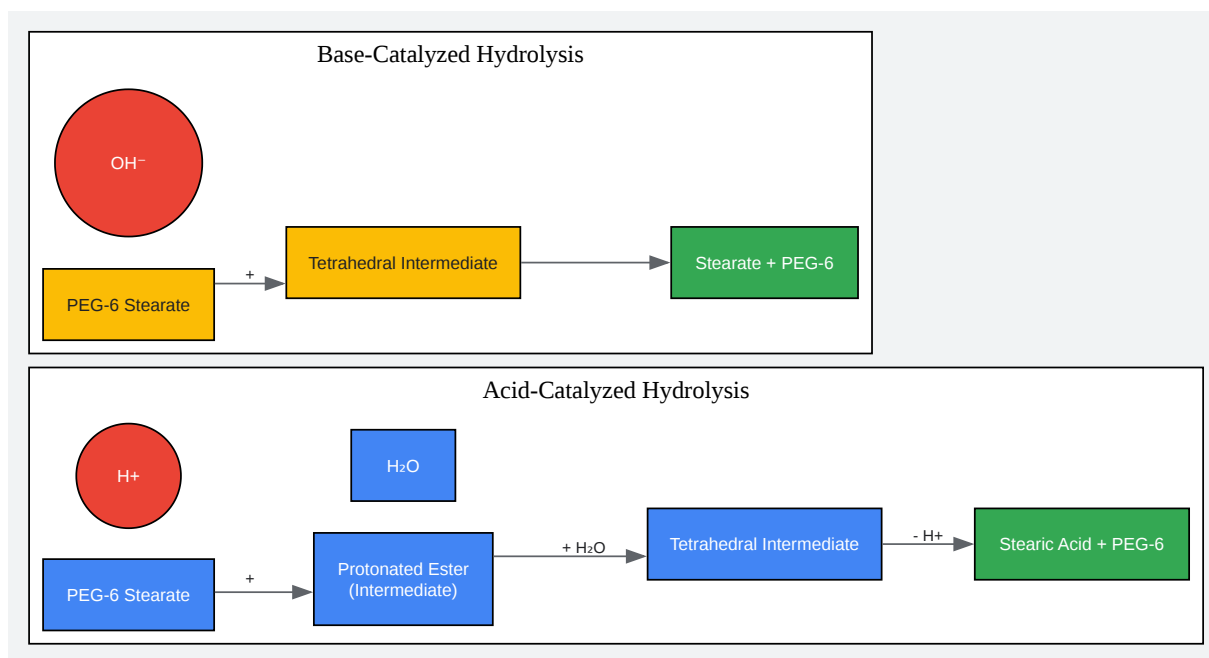 Base-Catalyzed Hydrolysis
OH⁻
PEG-6 Stearate
+
Tetrahedral Intermediate
Stearate + PEG-6
Acid-Catalyzed Hydrolysis
H+
H₂O
PEG-6 Stearate
+
Protonated Ester
(Intermediate)
+ H₂O
Tetrahedral Intermediate
- H+
Stearic Acid + PEG-6